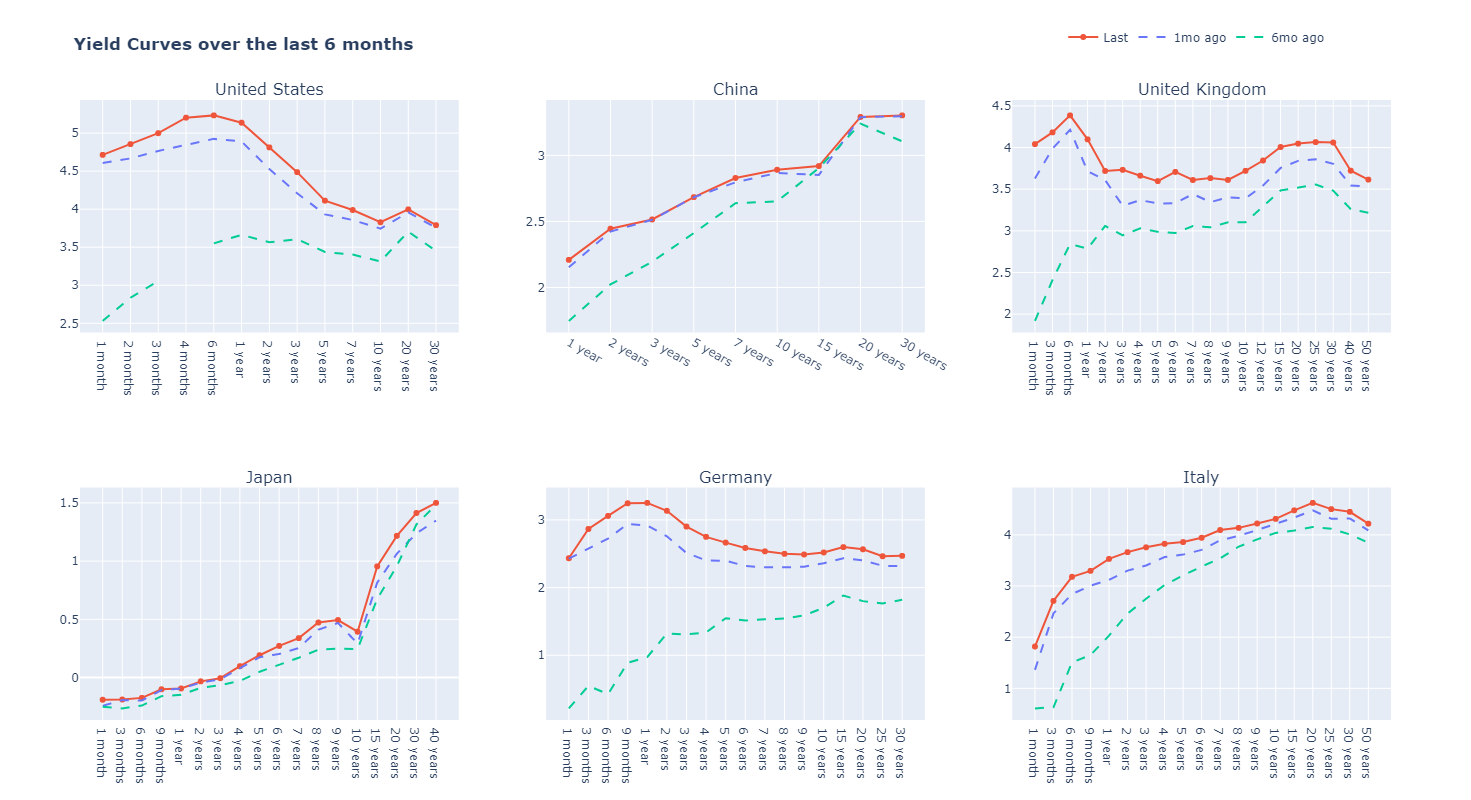 Yield Curves over the last 6 months
Last
1mo ago
6mo ago
United States
5
4.5
4
3.5
3
2.5
1 month
2 months
3 months
4 months
6 months
1 year
2 years
3 years
5 years
7 years
10 years
20 years
30 years
China
3
2.5
2
1 year
2 years
3 years
5 years
7 years
10 years
15 years
20 years
30 years
United Kingdom
4.5
4
3.5
3
2.5
2
1 month
3 months
6 months
1 year
2 years
3 years
4 years
5 years
6 years
7 years
8 years
9 years
10 years
12 years
15 years
20 years
25 years
30 years
40 years
50 years
Japan
1.5
1
0.5
0
1 month
3 months
6 months
9 months
1 year
2 years
3 years
4 years
5 years
6 years
7 years
8 years
9 years
10 years
15 years
20 years
30 years
40 years
Germany
3
2
1
1 month
3 months
6 months
9 months
1 year
2 years
3 years
4 years
5 years
6 years
7 years
8 years
9 years
10 years
15 years
20 years
25 years
30 years
Italy
4
3
2
1
1 month
3 months
6 months
9 months
1 year
2 years
3 years
4 years
5 years
6 years
7 years
8 years
9 years
10 years
15 years
20 years
25 years
30 years
50 years